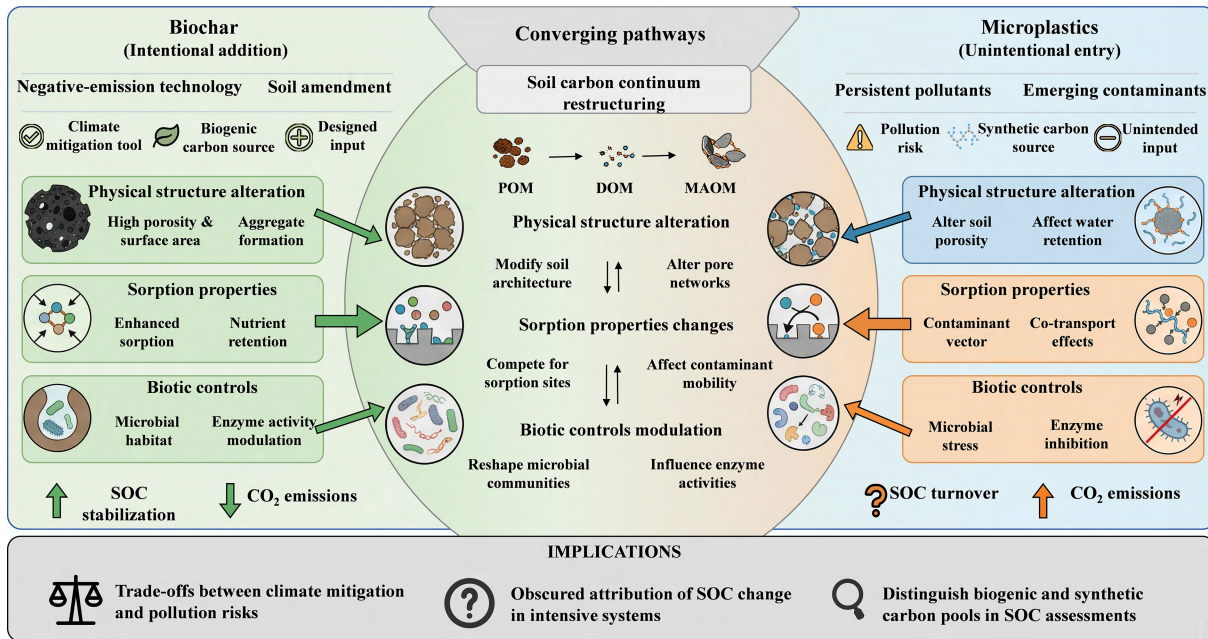 Biochar
(Intentional addition)
Negative-emission technology
Soil amendment
Climate
mitigation tool
Biogenic
carbon source
Designed
input
Physical structure alteration
High porosity &
surface area
Aggregate
formation
Sorption properties
Enhanced
sorption
Nutrient
retention
Biotic controls
Microbial
habitat
Enzyme activity
modulation
SOC
stabilization
CO₂ emissions
Converging pathways
Soil carbon continuum
restructuring
POM
DOM
MAOM
Physical structure alteration
Modify soil
architecture
Alter pore
networks
Sorption properties changes
Compete for
sorption sites
Affect contaminant
mobility
Biotic controls modulation
Reshape microbial
communities
Influence enzyme
activities
Microplastics
(Unintentional entry)
Persistent pollutants
Emerging contaminants
Pollution
risk
Synthetic carbon
source
Unintended
input
Physical structure alteration
Alter soil
porosity
Affect water
retention
Sorption properties
Contaminant
vector
Co-transport
effects
Biotic controls
Microbial
stress
Enzyme
inhibition
? SOC turnover
CO₂ emissions
IMPLICATIONS
Trade-offs between climate mitigation
and pollution risks
?
Obscured attribution of SOC change
in intensive systems
Distinguish biogenic and synthetic
carbon pools in SOC assessments